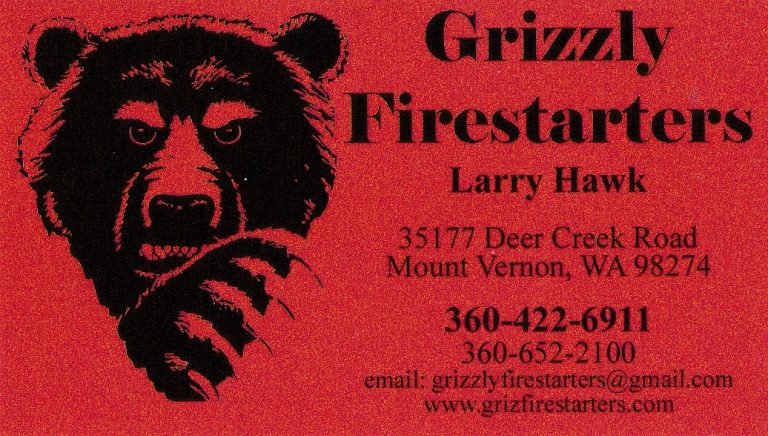 Grizzly
Firestarters
Larry Hawk
35177 Deer Creek Road
Mount Vernon, WA 98274
360-422-6911
360-652-2100
email: grizzlyfirestarters@gmail.com
www.grizfirestarters.com